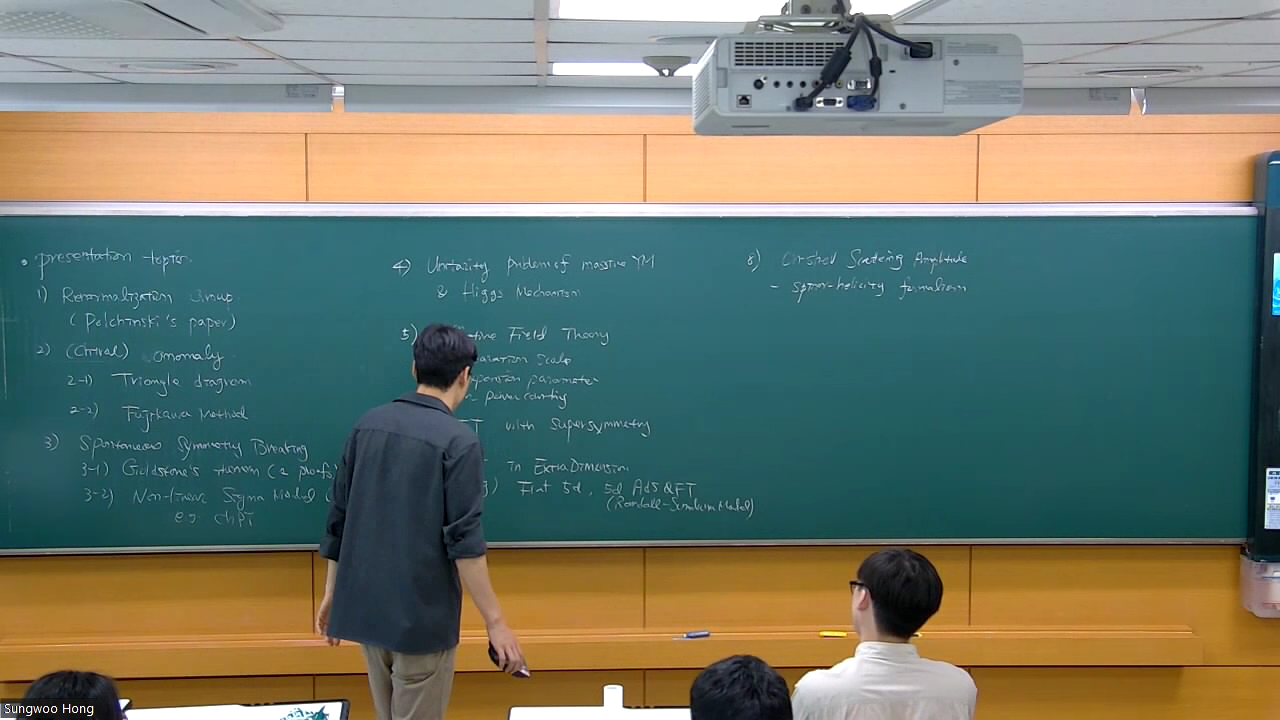 • presentation topic.
1) Renormalization Group
(Polchinski's paper)
2) (Chiral) anomaly
2-1) Triangle diagram
2-2) Fujikawa Method
3) Spontaneous Symmetry Breaking
3-1) Goldstone's theorem (2 proofs)
3-2) Non-linear Sigma Model (
e.g. chPT
4) Unitarity problem of massive YM
& Higgs Mechanism
5) Field Theory
Scale
parameter
power counting
with Supersymmetry
in Extra Dimension
) Flat 5d, 5d AdS QFT
(Randall-Sundrum Model)
8) On-shell Scattering Amplitude
- spinor-helicity formalism
Sungwoo Hong